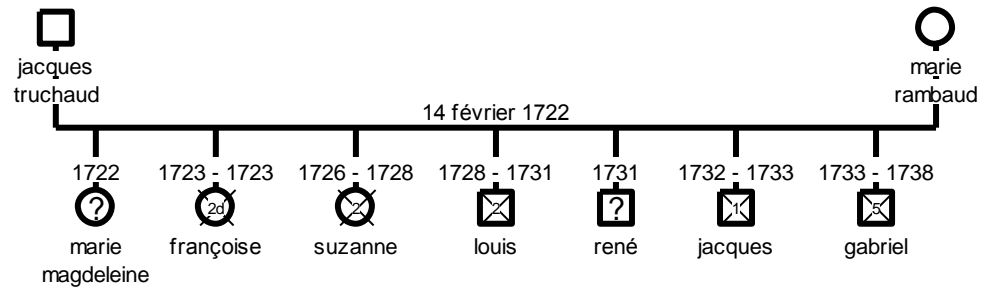 jacques
truchaud
marie
rambaud
14 février 1722
1722
1723 - 1723
1726 - 1728
1728 - 1731
1731
1732 - 1733
1733 - 1738
?
2d
2
2
?
1
5
marie
magdeleine
françoise
suzanne
louis
rené
jacques
gabriel